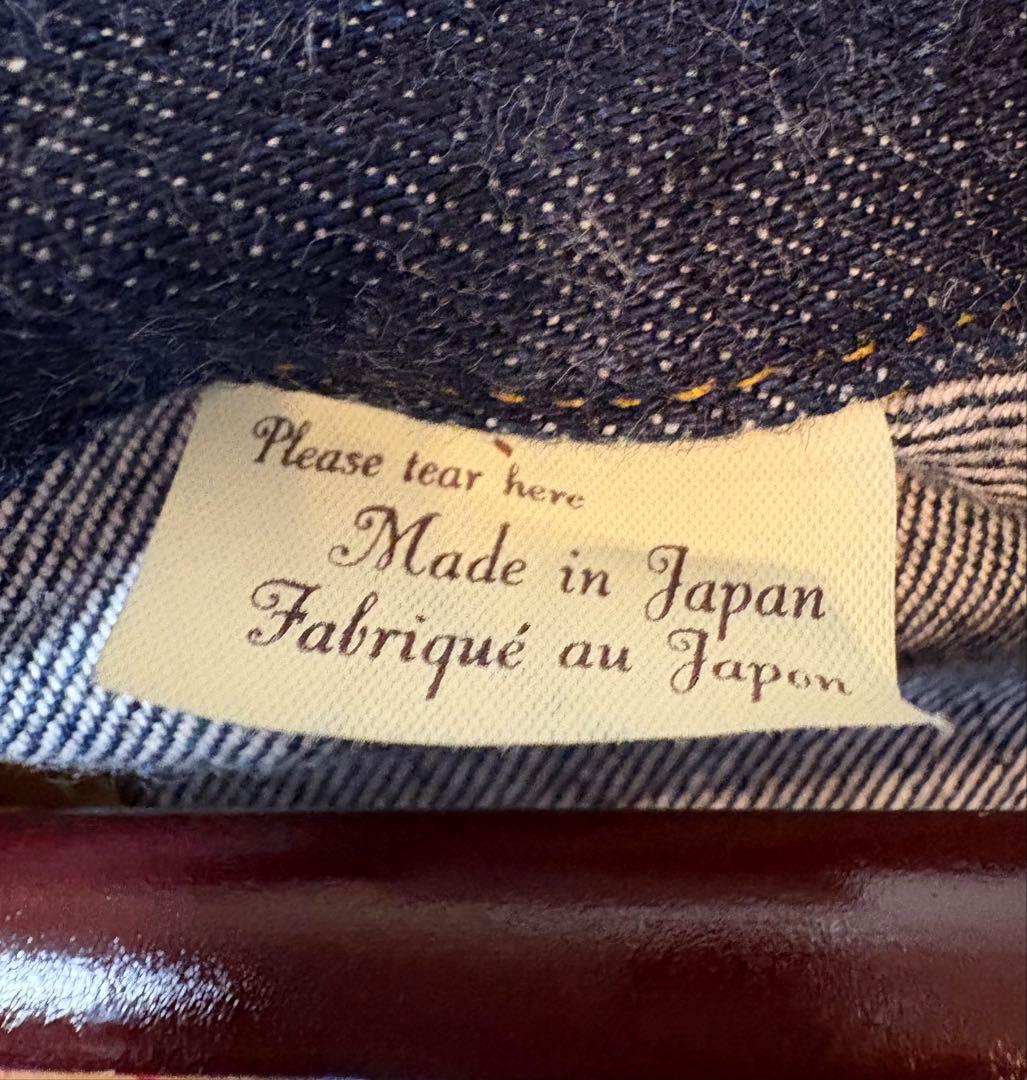 Please tear here
Made in Japan
Fabriqué au Japon